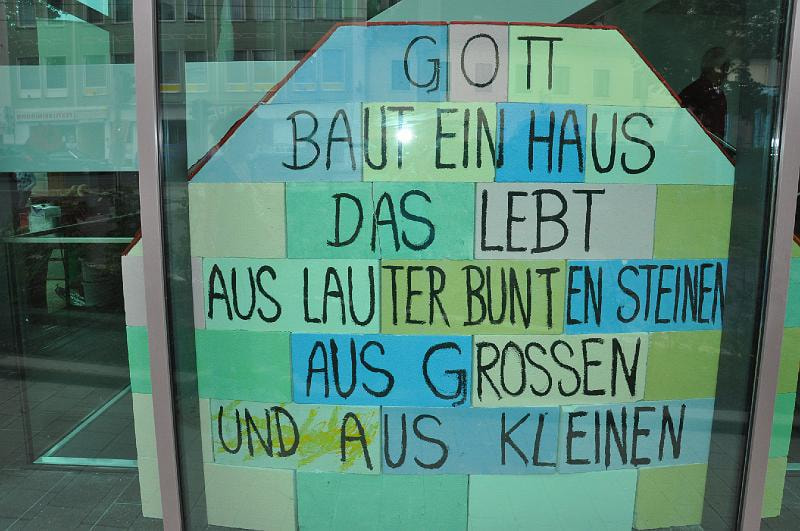 GOTT
BAUT EIN HAUS
DAS LEBT
AUS LAUTER BUNTEN STEINEN
AUS GROSSEN
UND AUS KLEINEN